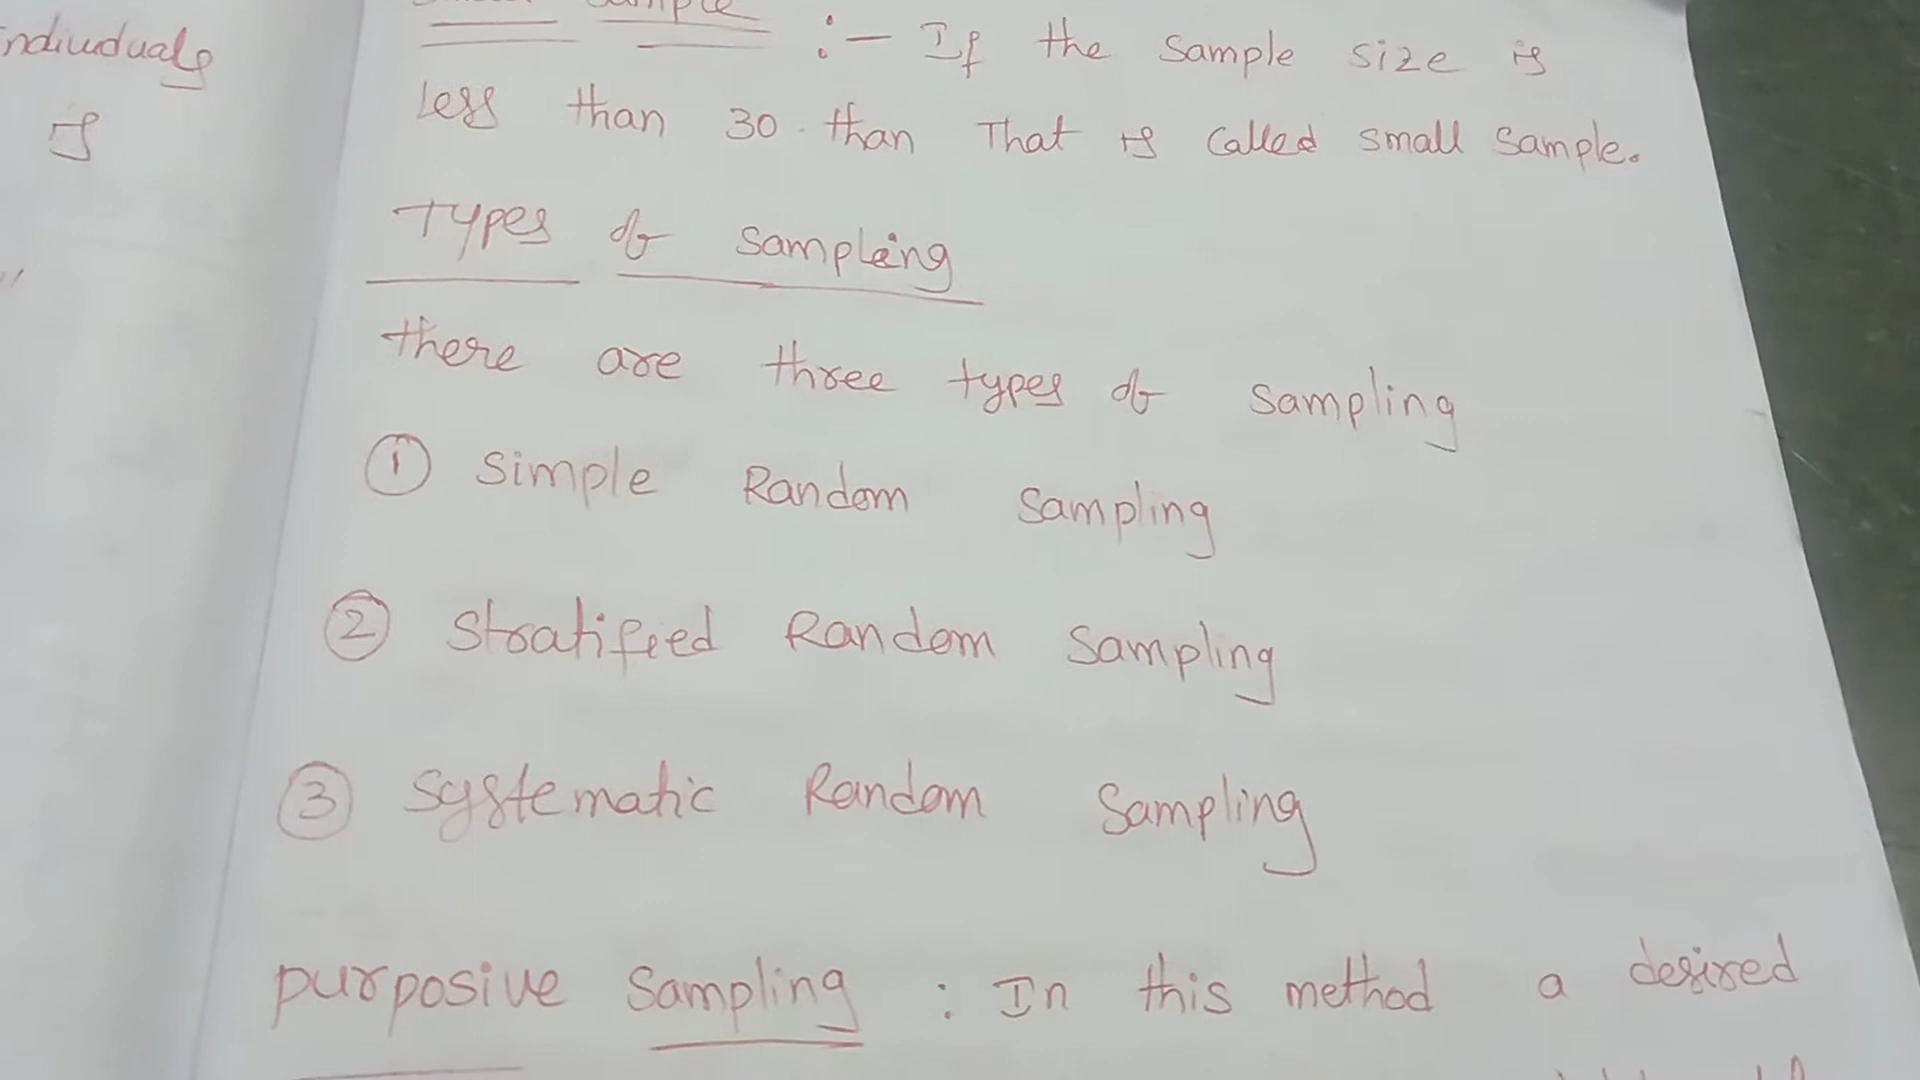 individuals
is
Sample :- If the Sample size is
less than 30 . than That is Called small Sample.
Types of Sampling
there are three types of Sampling
① Simple Random Sampling
② Stratified Random Sampling
③ Systematic Random Sampling
purposive Sampling : In this method a desired